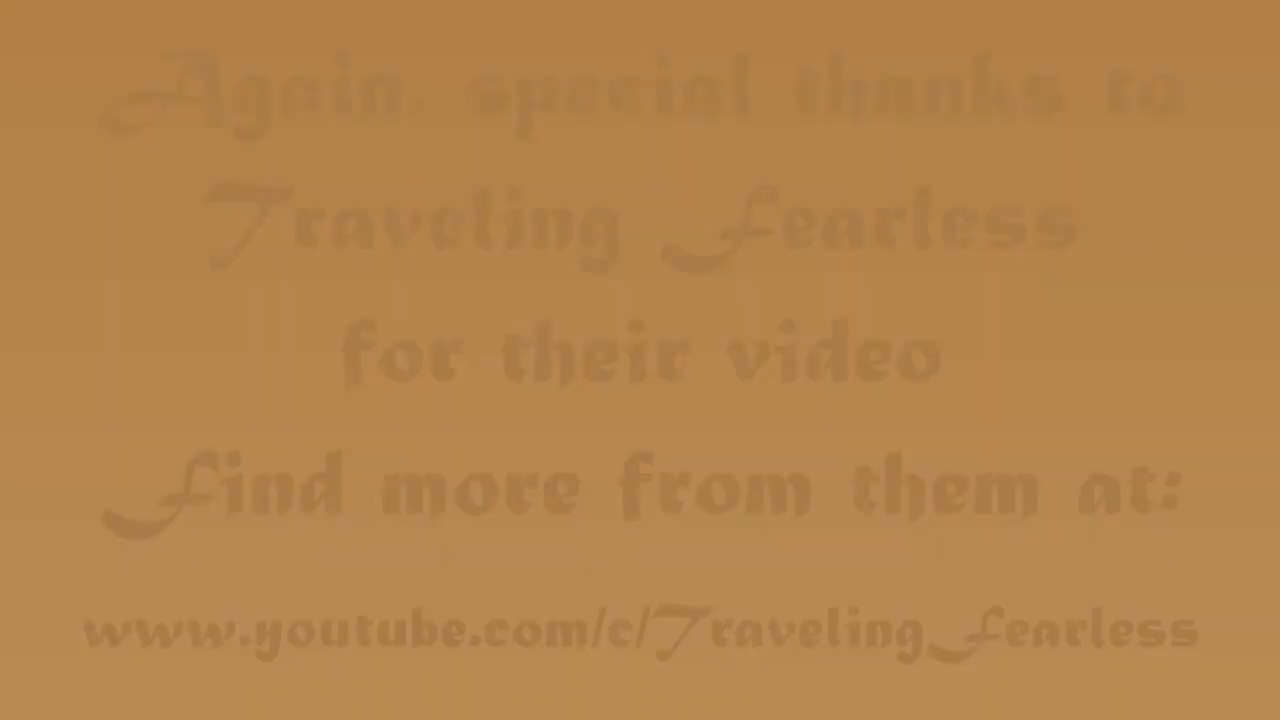 Again, special thanks to
Traveling Fearless
for their video
Find more from them at:
www.youtube.com/c/TravelingFearless